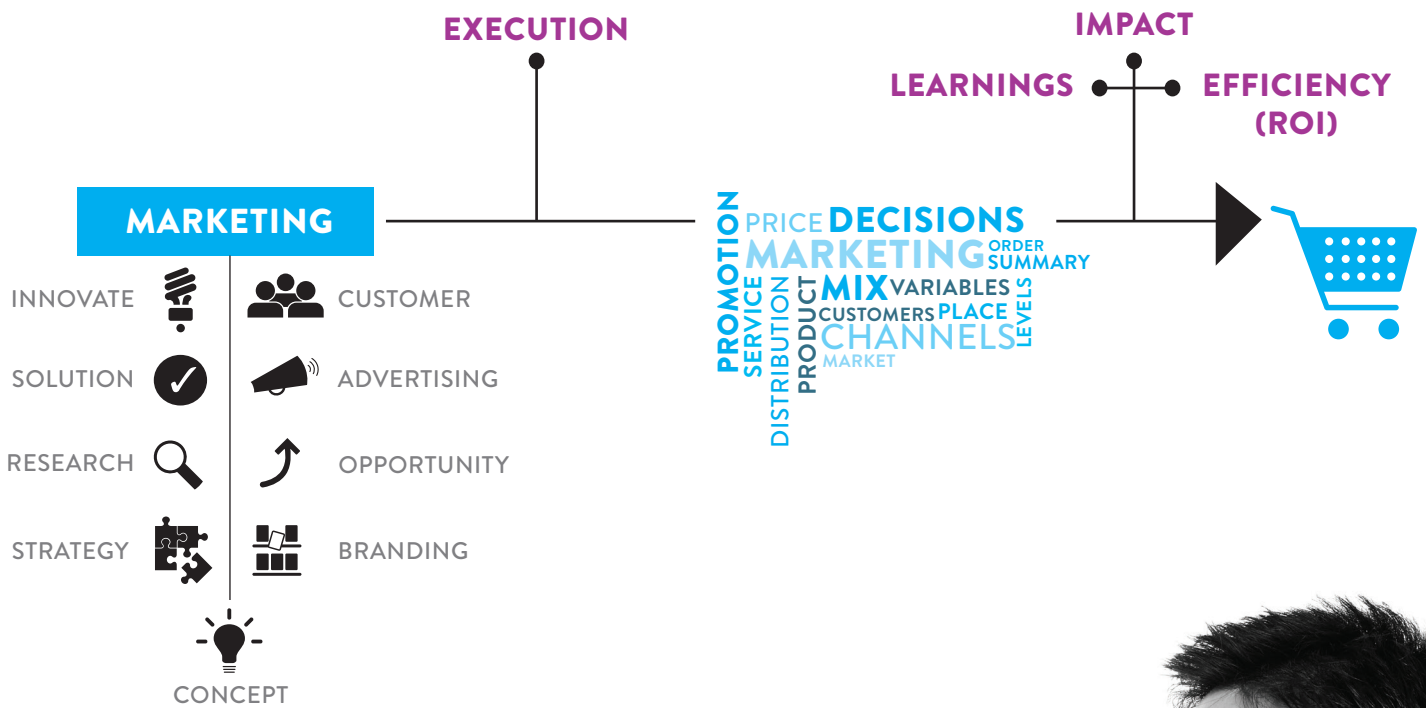 EXECUTION
IMPACT
LEARNINGS
EFFICIENCY
(ROI)
MARKETING
INNOVATE
CUSTOMER
SOLUTION
ADVERTISING
RESEARCH
OPPORTUNITY
STRATEGY
BRANDING
CONCEPT
PROMOTION
PRICE DECISIONS
MARKETING
ORDER
SUMMARY
SERVICE
DISTRIBUTION
PRODUCT
MIX VARIABLES
CUSTOMERS PLACE
LEVELS
CHANNELS
MARKET